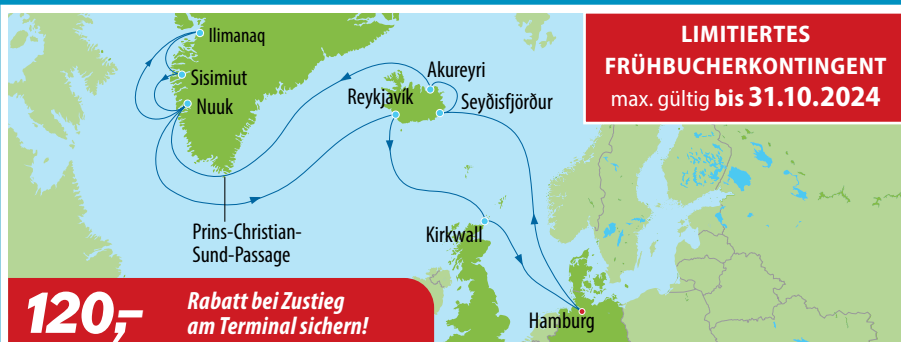 Ilimanaq
Sisimiut
Nuuk
Akureyri
Reykjavík
Seyðisfjörður
LIMITIERTES
FRÜHBUCHERKONTINGENT
max. gültig bis 31.10.2024
Prins-Christian-
Sund-Passage
Kirkwall
Hamburg
120,-
Rabatt bei Zustieg
am Terminal sichern!